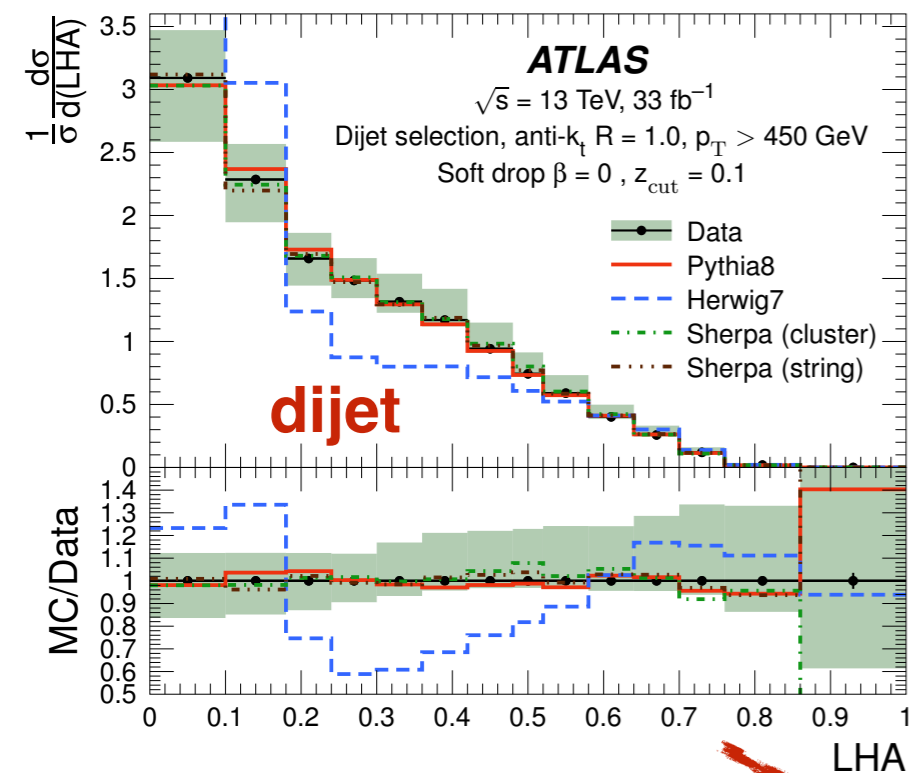 1/σ dσ/d(LHA)
3.5
3
2.5
2
1.5
1
0.5
0
ATLAS
√s = 13 TeV, 33 fb⁻¹
Dijet selection, anti-kₜ R = 1.0, p_T > 450 GeV
Soft drop β = 0 , z_cut = 0.1
Data
Pythia8
Herwig7
Sherpa (cluster)
Sherpa (string)
dijet
MC/Data
1.4
1.3
1.2
1.1
1
0.9
0.8
0.7
0.6
0.5
0 0.1 0.2 0.3 0.4 0.5 0.6 0.7 0.8 0.9 1
LHA